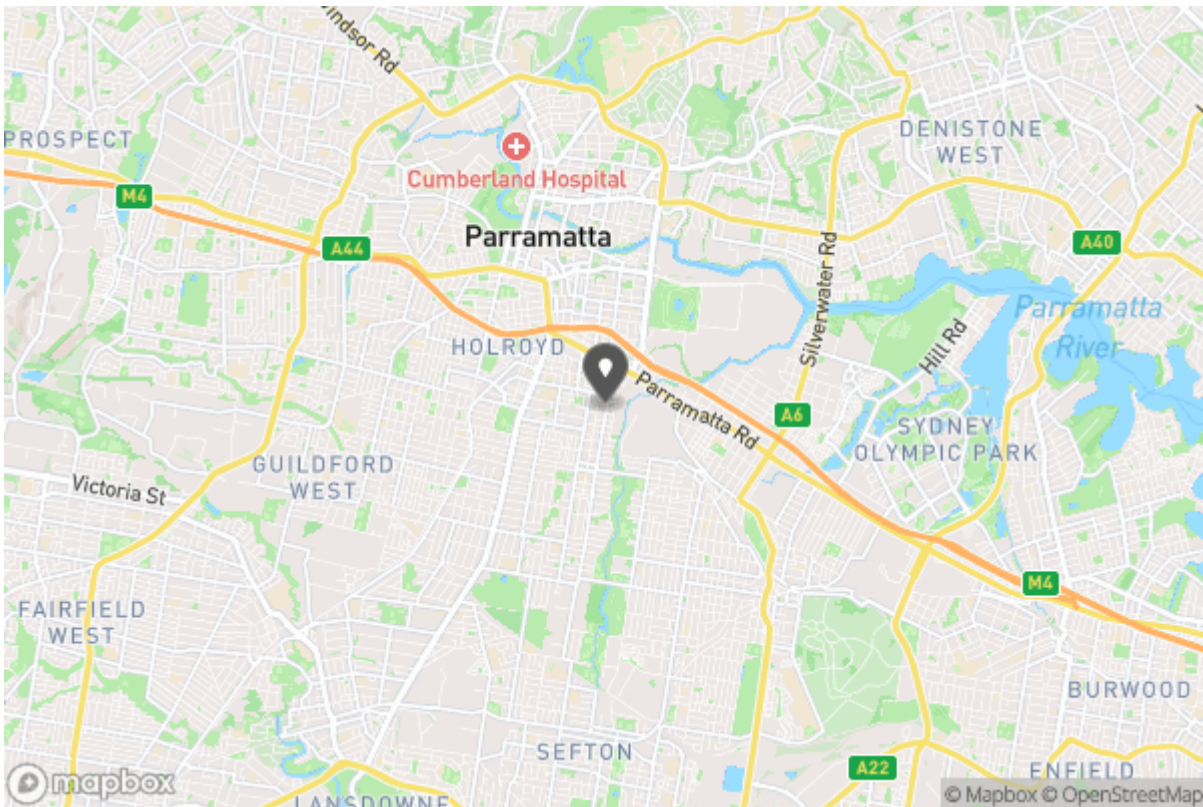 Windsor Rd
PROSPECT
DENISTONE
WEST
Cumberland Hospital
M4
Parramatta
A44
A40
Silverwater Rd
Parramatta
River
Hill Rd
HOLROYD
Parramatta Rd
A6
SYDNEY
OLYMPIC PARK
GUILDFORD
WEST
Victoria St
M4
FAIRFIELD
WEST
BURWOOD
SEFTON
A22
ENFIELD
mapbox
© Mapbox © OpenStreetMap
LANSDOWNE